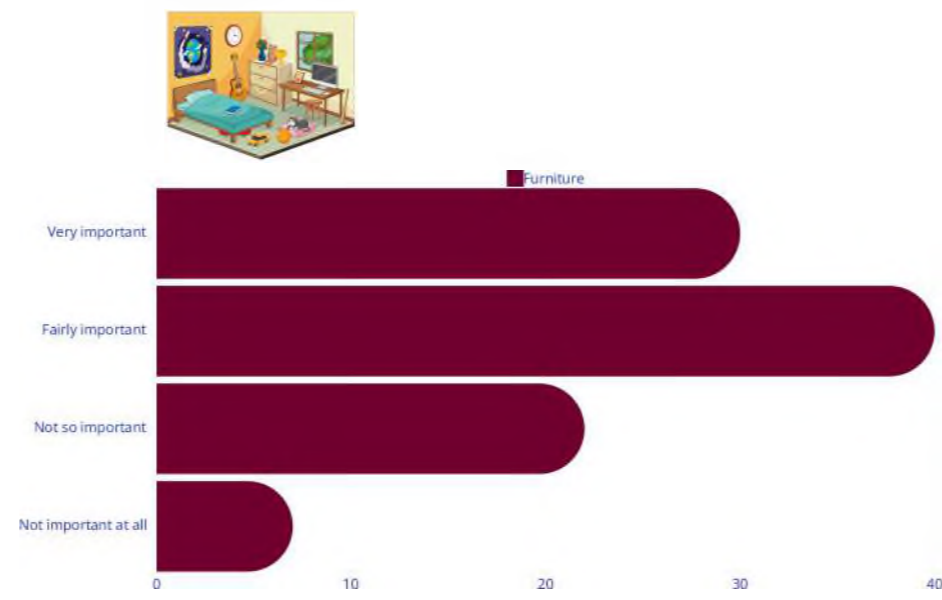 Furniture
Very important
Fairly important
Not so important
Not important at all
0 10 20 30 40